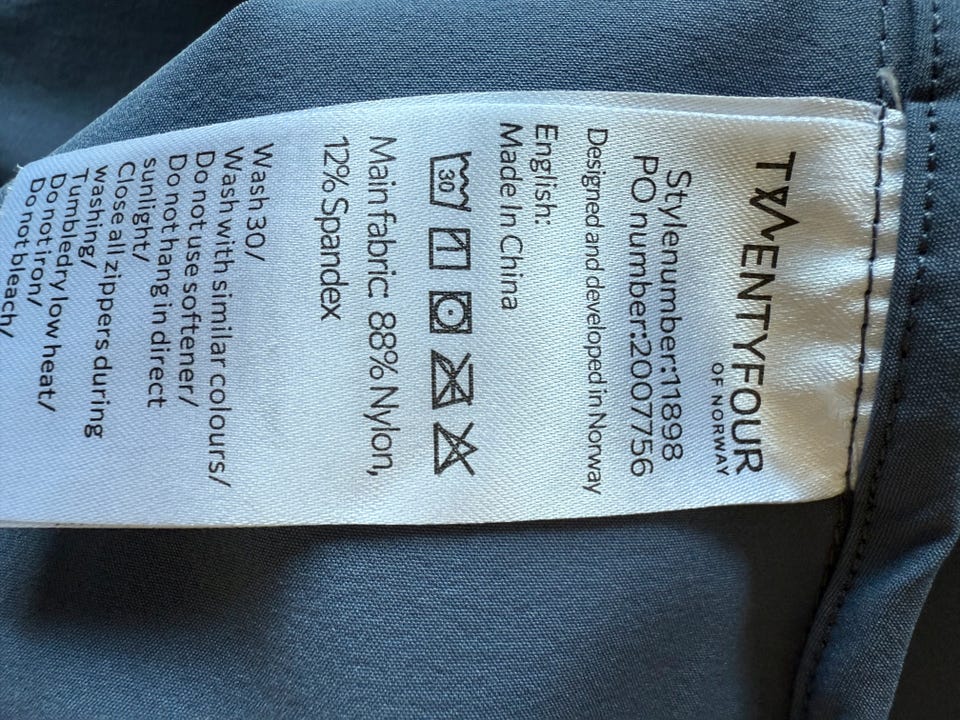 TWENTYFOUR
OF NORWAY
Stylenumber:11898
PO number:2007756
Designed and developed in Norway
English:
Made In China
30
Main fabric: 88% Nylon,
12% Spandex
Wash 30/
Wash with similar colours/
Do not use softener/
Do not hang in direct
sunlight/
Close all zippers during
washing/
Tumbledry low heat/
Do not iron/
Do not bleach/